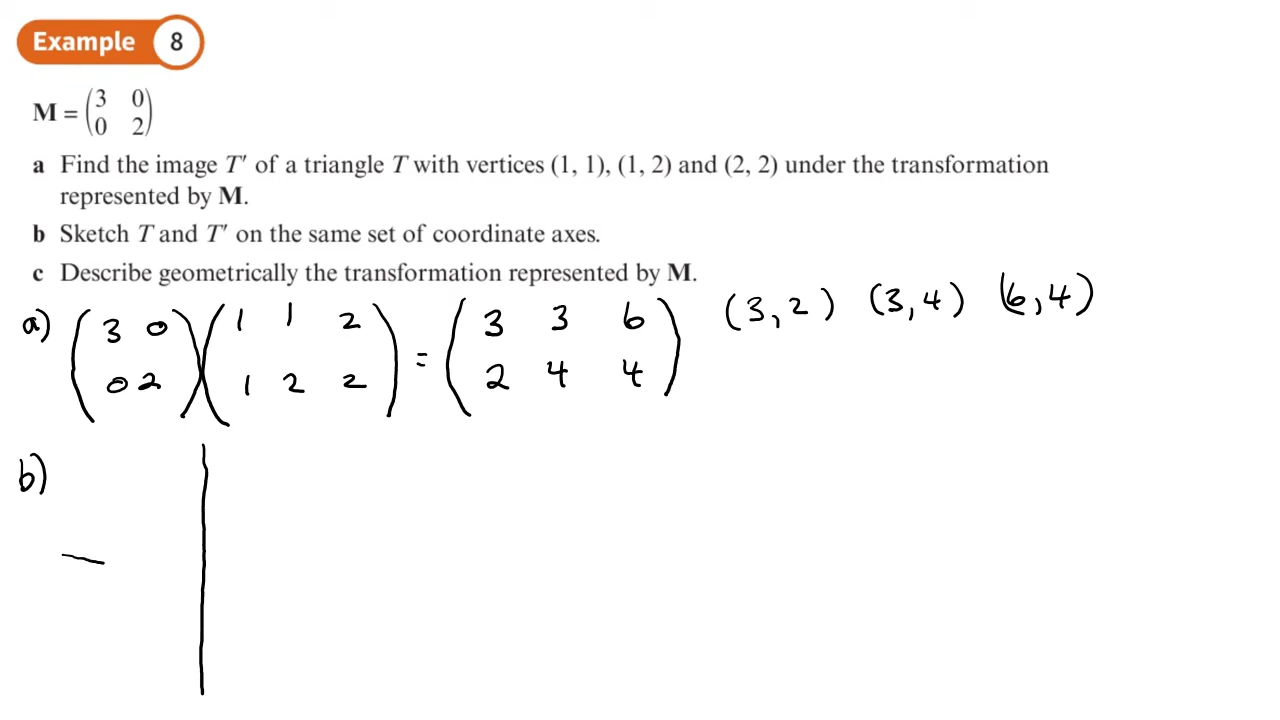 Example 8
M = (3 0
0 2)
a Find the image T′ of a triangle T with vertices (1, 1), (1, 2) and (2, 2) under the transformation
represented by M.
b Sketch T and T′ on the same set of coordinate axes.
c Describe geometrically the transformation represented by M.
a) (3 0 (1 1 2 = (3 3 6 (3,2) (3,4) (6,4)
0 2) 1 2 2) 2 4 4)
b)